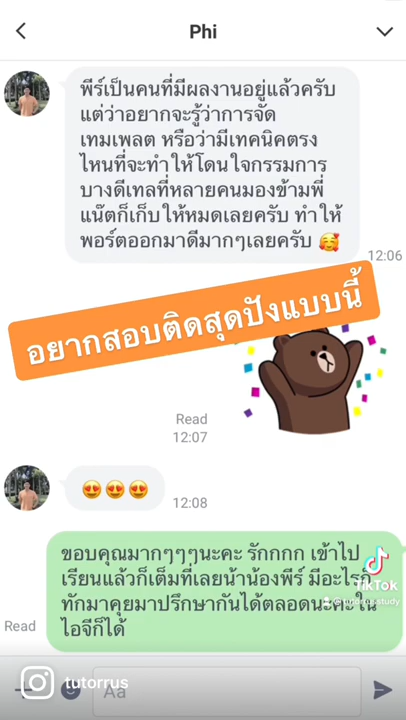 Phi
พีร์เป็นคนที่มีผลงานอยู่แล้วครับ
แต่ว่าอยากจะรู้ว่าการจัด
เทมเพลต หรือว่ามีเทคนิคตรง
ไหนที่จะทำให้โดนใจกรรมการ
บางดีเทลที่หลายคนมองข้ามพี่
แน๊ตก็เก็บให้หมดเลยครับ ทำให้
พอร์ตออกมาดีมากๆเลยครับ 🥰
12:06
อยากสอบติดสุดปังแบบนี้
Read
12:07
😍😍😍
12:08
ขอบคุณมากๆๆๆนะคะ รักกกก เข้าไป
เรียนแล้วก็เต็มที่เลยน้าน้องพีร์ มีอะไรก็
ทักมาคุยมาปรึกษากันได้ตลอดนะคะใน
ไอจีก็ได้
Read
TikTok
tutorrus
Aa